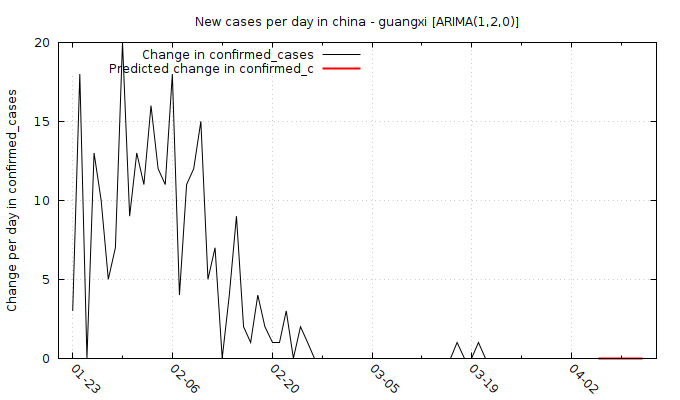 New cases per day in china - guangxi [ARIMA(1,2,0)]
Change in confirmed_cases
Predicted change in confirmed_c
Change per day in confirmed_cases
20
15
10
5
0
01-23
02-06
02-20
03-05
03-19
04-02